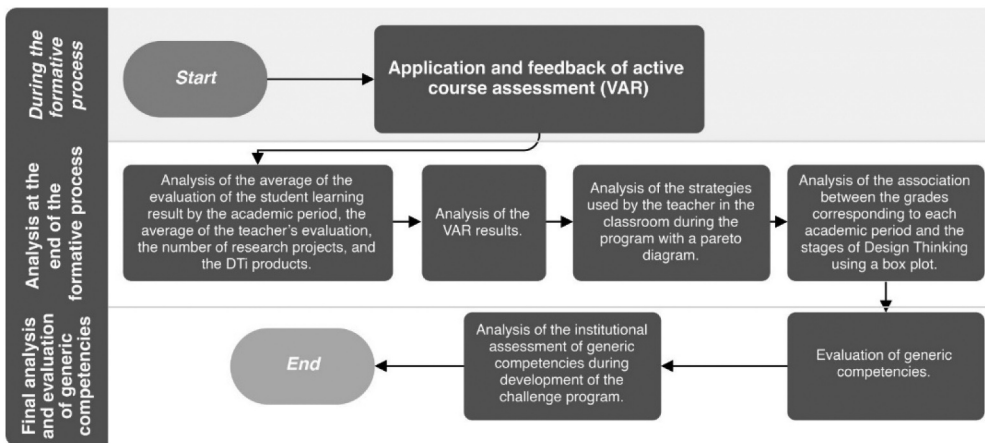 During the
formative
process
Start
Application and feedback of active
course assessment (VAR)
Analysis at the
end of the
formative process
Analysis of the average of the
evaluation of the student learning
result by the academic period, the
average of the teacher's evaluation,
the number of research projects, and
the DTi products.
Analysis of the
VAR results.
Analysis of the strategies
used by the teacher in the
classroom during the
program with a pareto
diagram.
Analysis of the association
between the grades
corresponding to each
academic period and the
stages of Design Thinking
using a box plot.
Final analysis
and evaluation
of generic
competencies
End
Analysis of the institutional
assessment of generic
competencies during
development of the
challenge program.
Evaluation of generic
competencies.